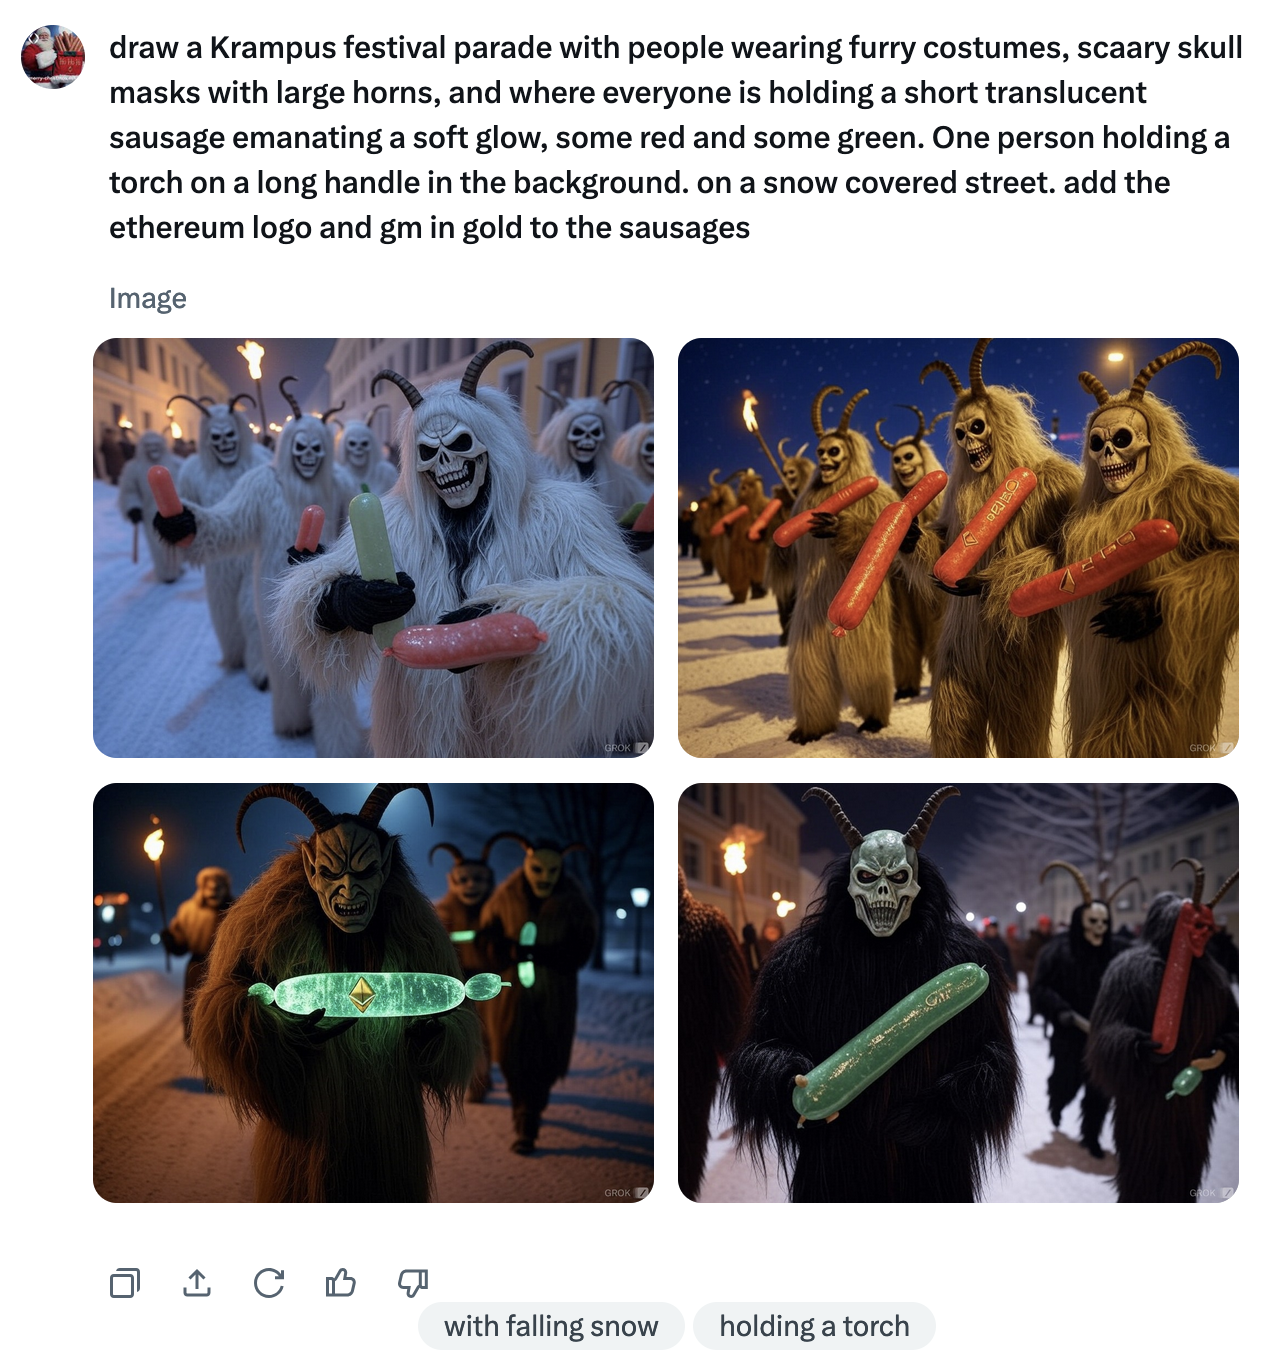 draw a Krampus festival parade with people wearing furry costumes, scaary skull
masks with large horns, and where everyone is holding a short translucent
sausage emanating a soft glow, some red and some green. One person holding a
torch on a long handle in the background. on a snow covered street. add the
ethereum logo and gm in gold to the sausages
Image
GROK
GROK
GROK
GROK
with falling snow
holding a torch